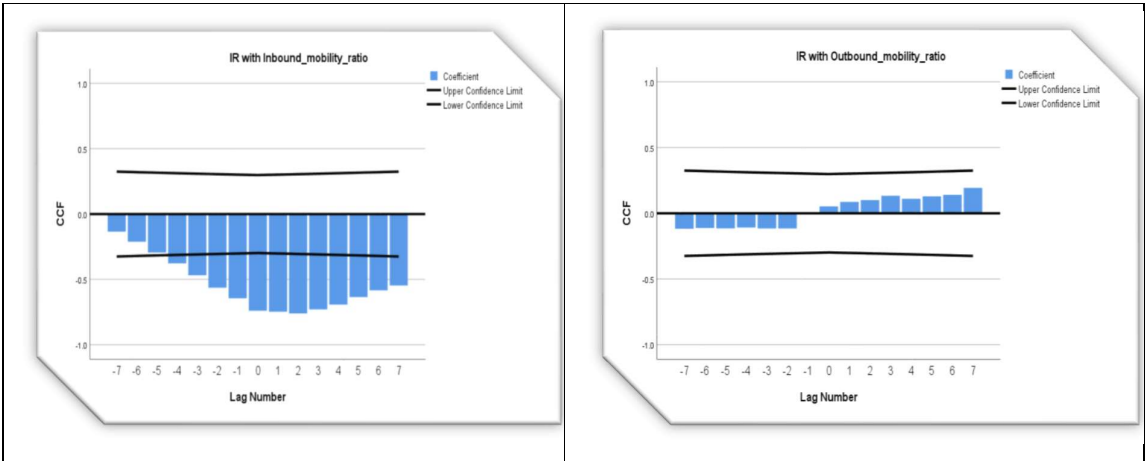 IR with Inbound_mobility_ratio
Coefficient
Upper Confidence Limit
Lower Confidence Limit
1.0
0.5
0.0
-0.5
-1.0
CCF
-7 -6 -5 -4 -3 -2 -1 0 1 2 3 4 5 6 7
Lag Number
IR with Outbound_mobility_ratio
Coefficient
Upper Confidence Limit
Lower Confidence Limit
1.0
0.5
0.0
-0.5
-1.0
CCF
-7 -6 -5 -4 -3 -2 -1 0 1 2 3 4 5 6 7
Lag Number